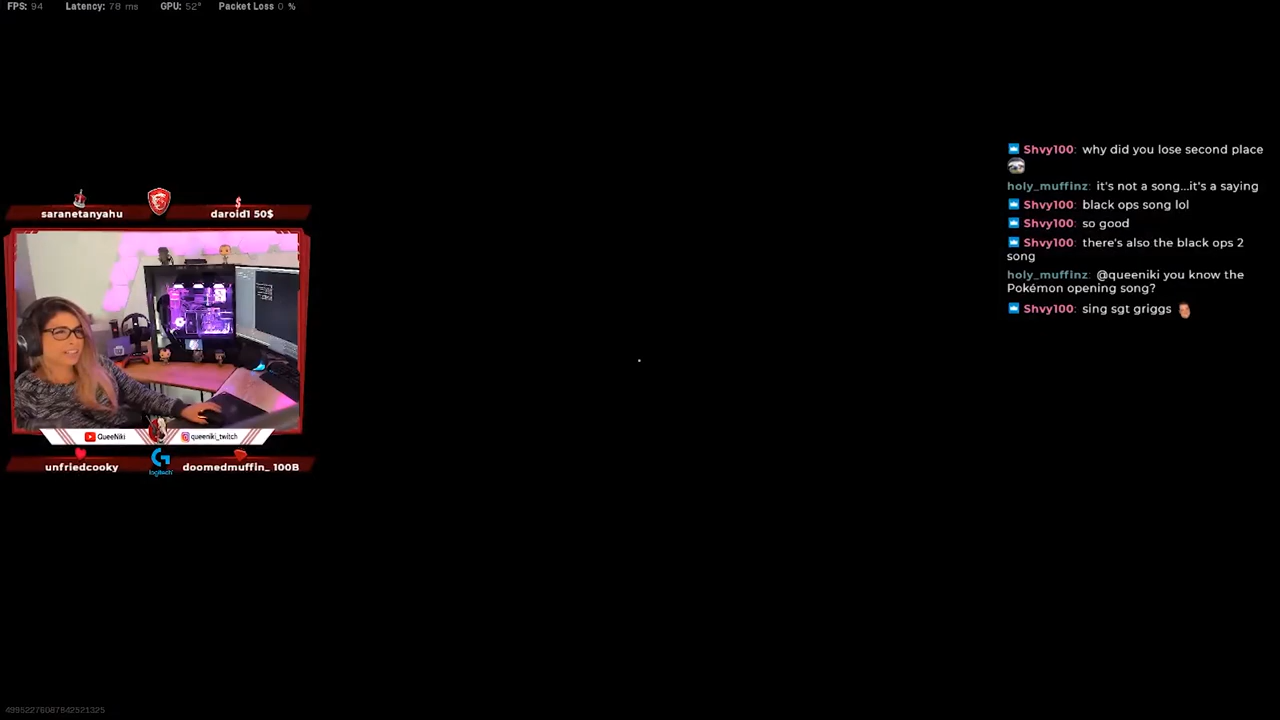 FPS: 94 Latency: 78 ms GPU: 52° Packet Loss 0 %
Shvy100: why did you lose second place
holy_muffinz: it's not a song...it's a saying
Shvy100: black ops song lol
Shvy100: so good
Shvy100: there's also the black ops 2
song
holy_muffinz: @queeniki you know the
Pokémon opening song?
Shvy100: sing sgt griggs
saranetanyahu daroid1 50$
QueeNiki queeniki_twitch
unfriedcooky doomedmuffin_ 100B
logitech